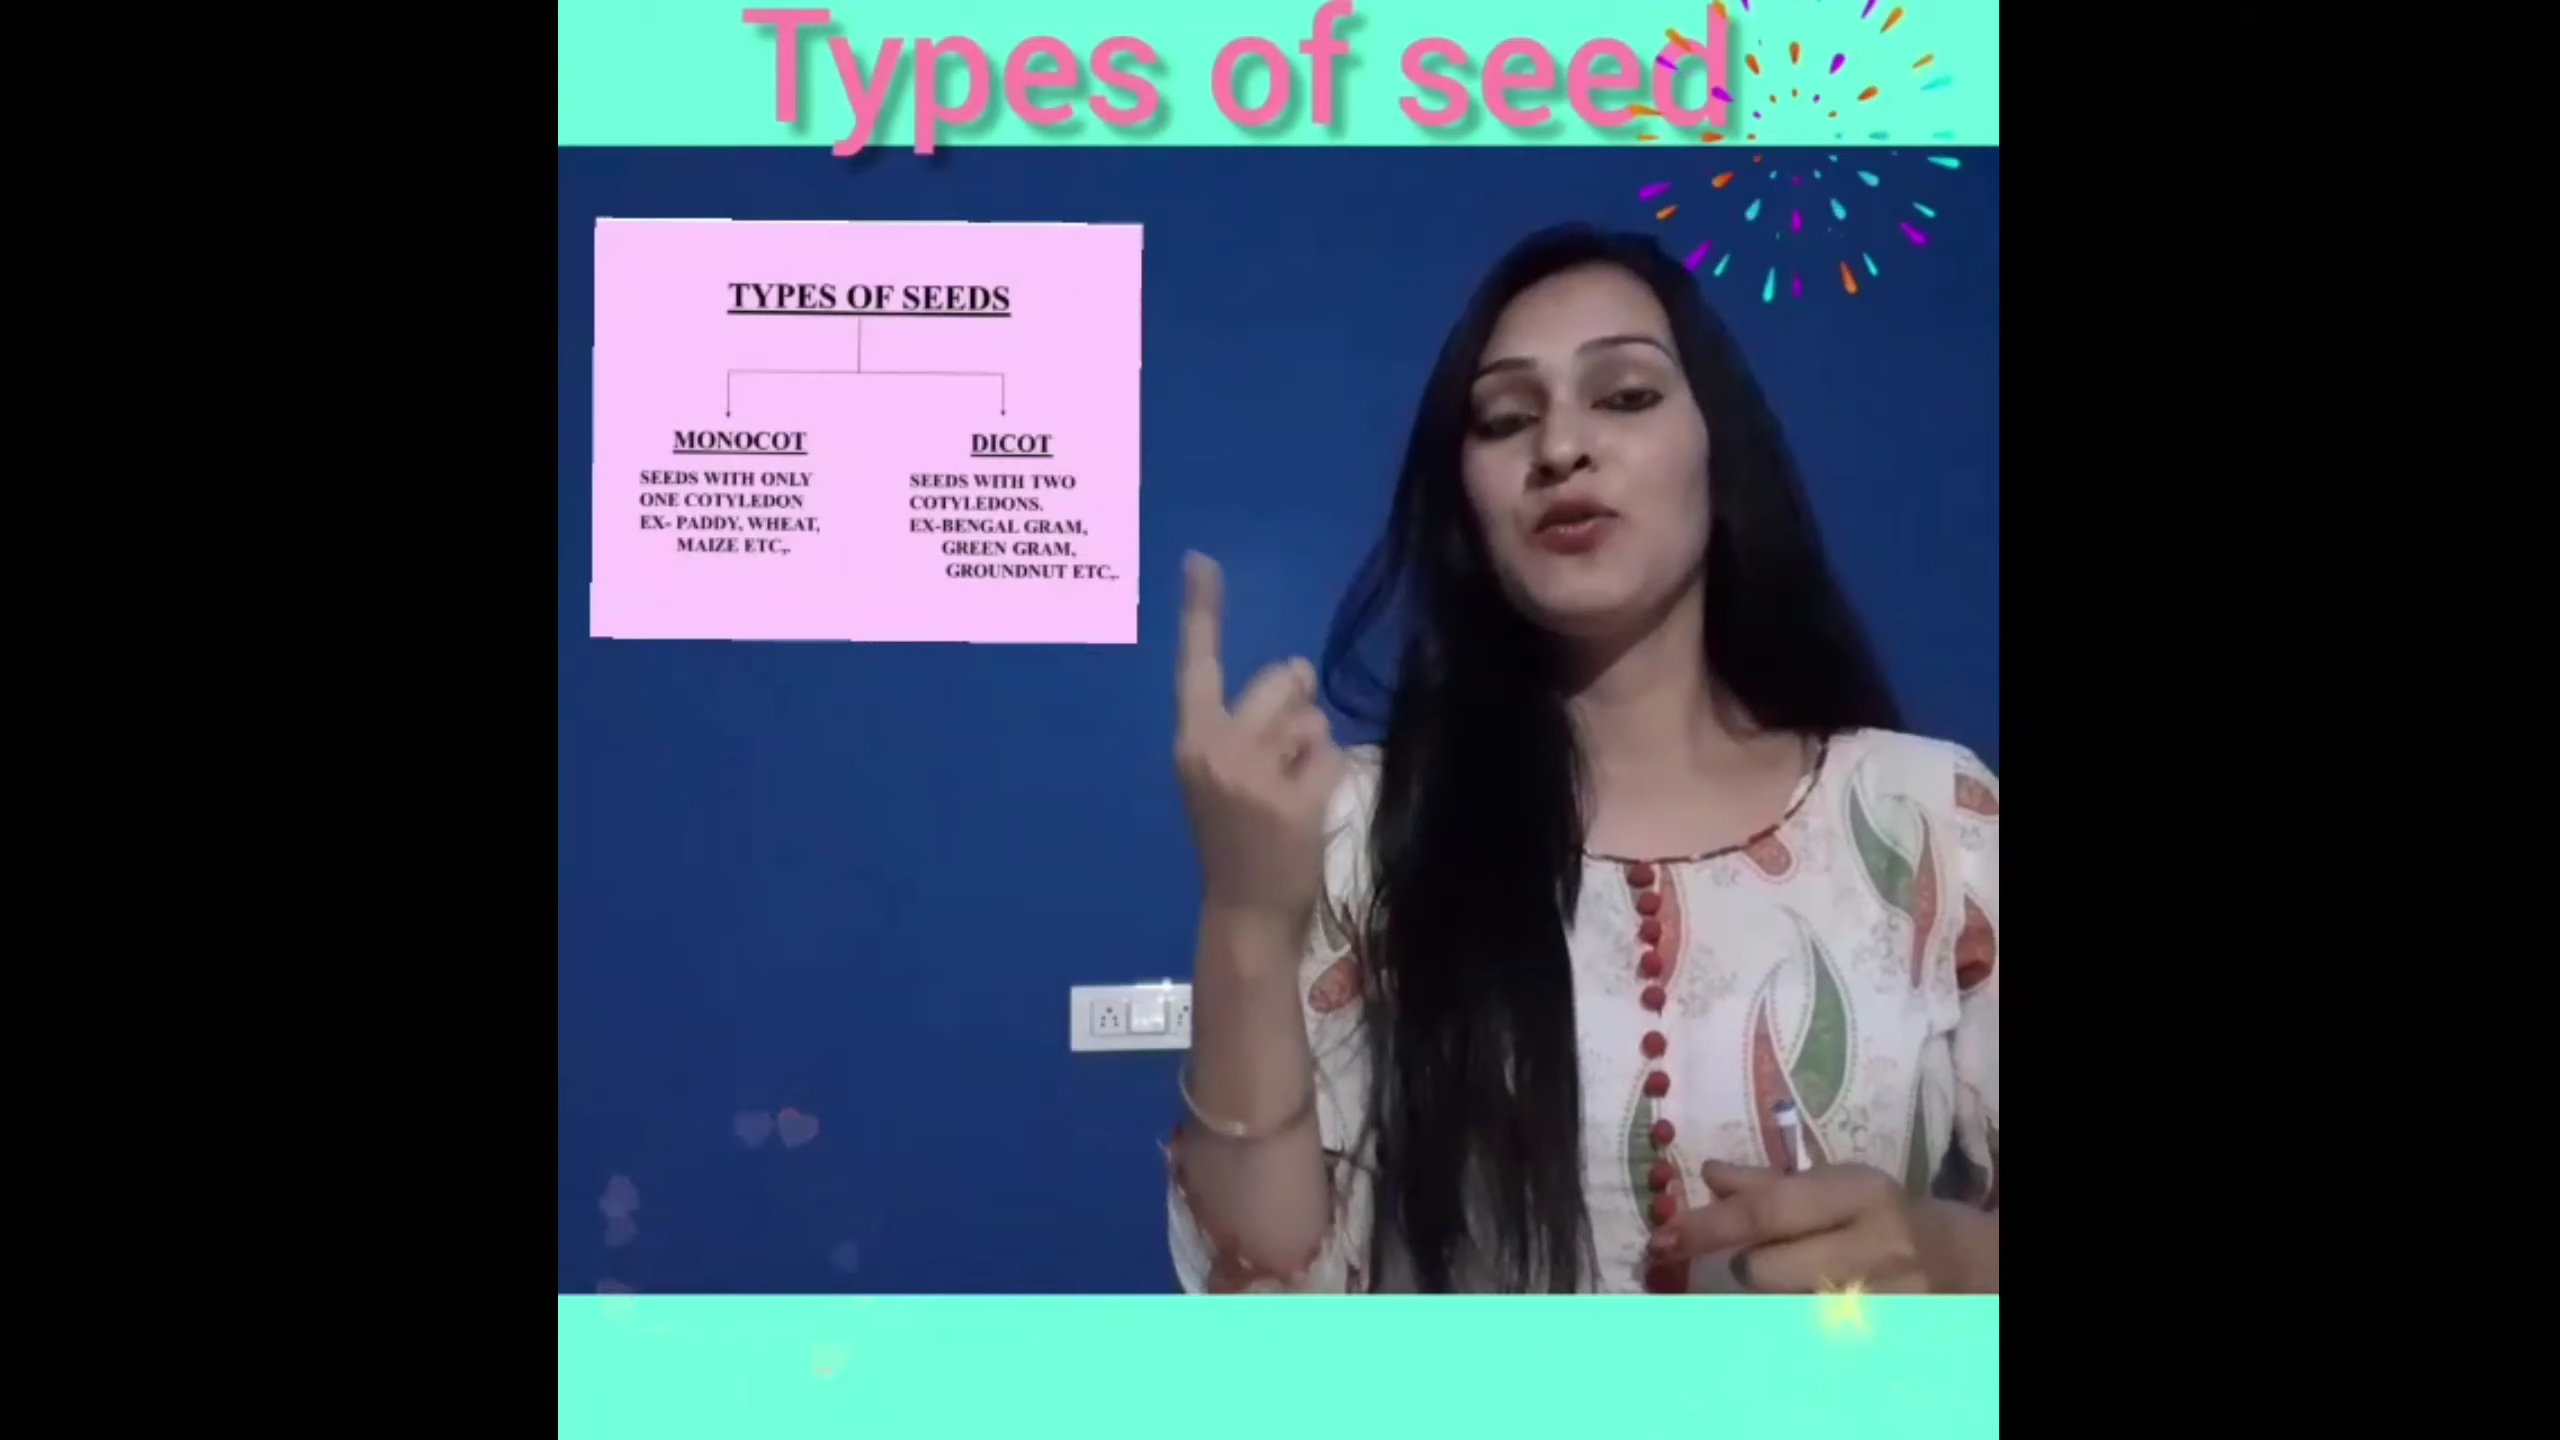 Types of seed
TYPES OF SEEDS
MONOCOT
SEEDS WITH ONLY
ONE COTYLEDON
EX- PADDY, WHEAT,
MAIZE ETC,.
DICOT
SEEDS WITH TWO
COTYLEDONS.
EX-BENGAL GRAM,
GREEN GRAM,
GROUNDNUT ETC,.